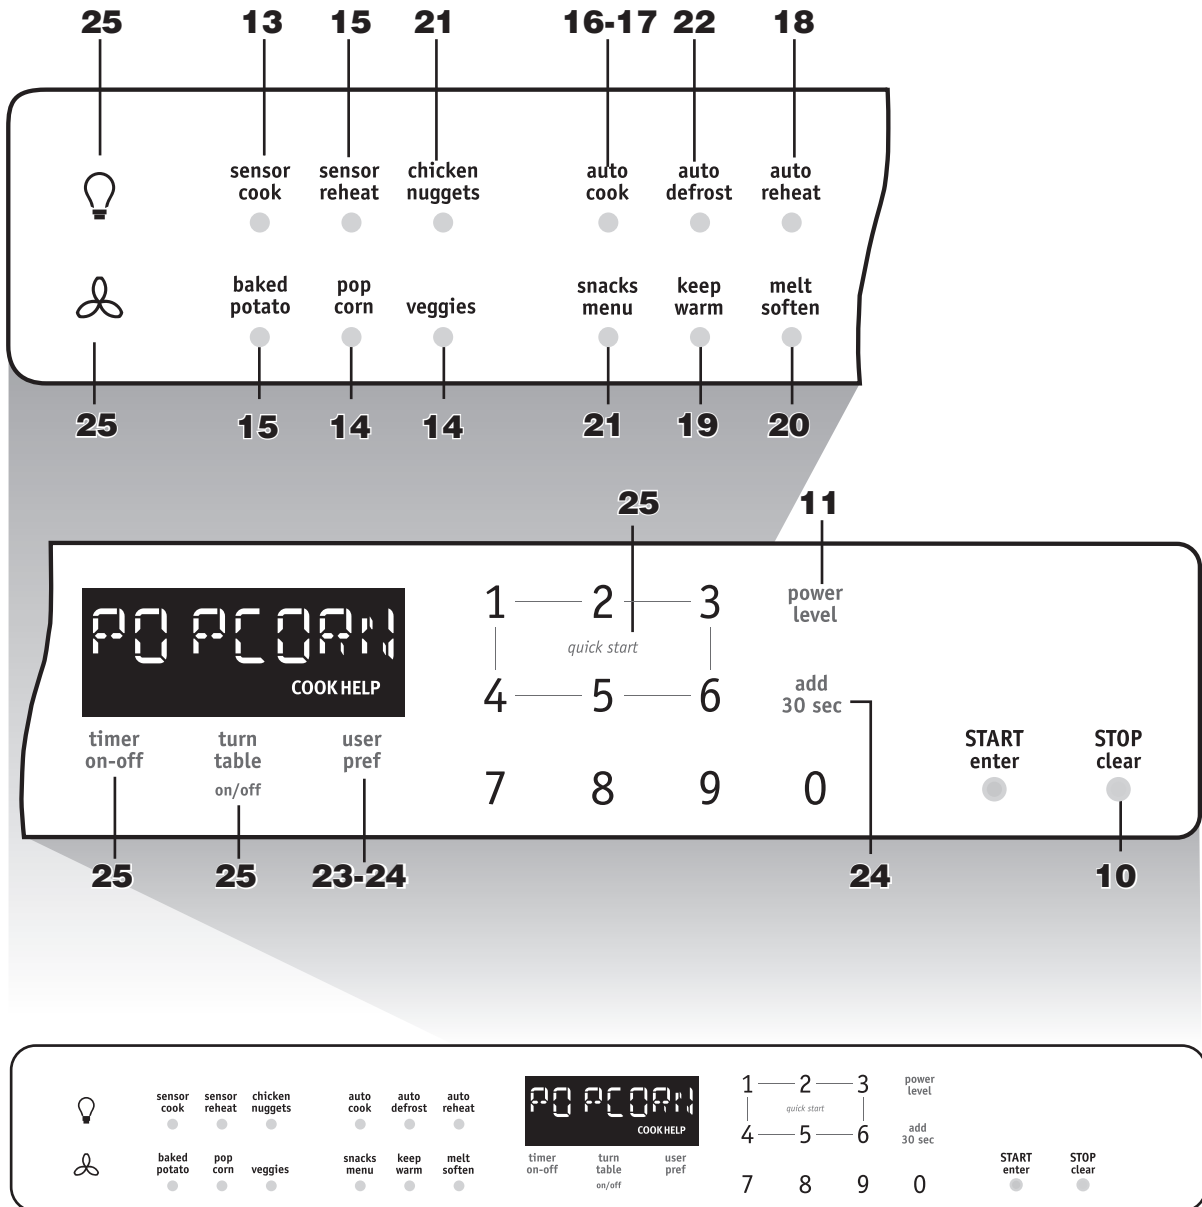 25 13 15 21 16-17 22 18
sensor sensor chicken auto auto auto
cook reheat nuggets cook defrost reheat
baked pop snacks keep melt
potato corn veggies menu warm soften
25 15 14 14 21 19 20
25 11
1 2 3 power
level
POPCORN
quick start
COOK HELP
4 5 6 add
30 sec
timer turn user START STOP
on-off table pref enter clear
on/off
7 8 9 0
25 25 23-24 24 10
sensor sensor chicken auto auto auto
cook reheat nuggets cook defrost reheat
baked pop snacks keep melt
potato corn veggies menu warm soften
POPCORN
COOK HELP
timer turn user
on-off table pref
on/off
1 2 3 power
level
quick start
4 5 6 add
30 sec
7 8 9 0
START STOP
enter clear